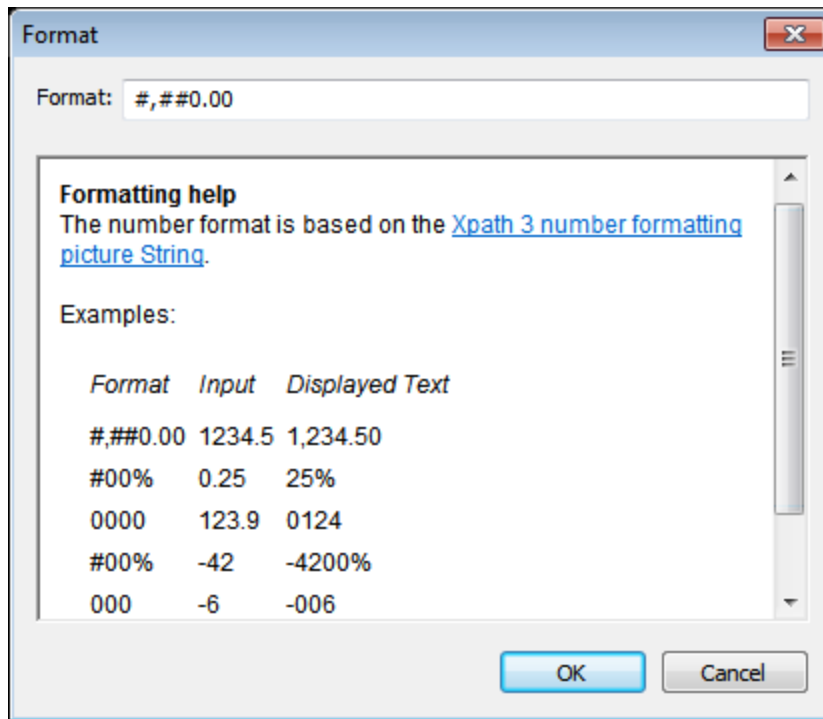 Format
Format: #,##0.00
Formatting help
The number format is based on the Xpath 3 number formatting
picture String.
Examples:
Format Input Displayed Text
#,##0.00 1234.5 1,234.50
#00% 0.25 25%
0000 123.9 0124
#00% -42 -4200%
000 -6 -006
OK Cancel